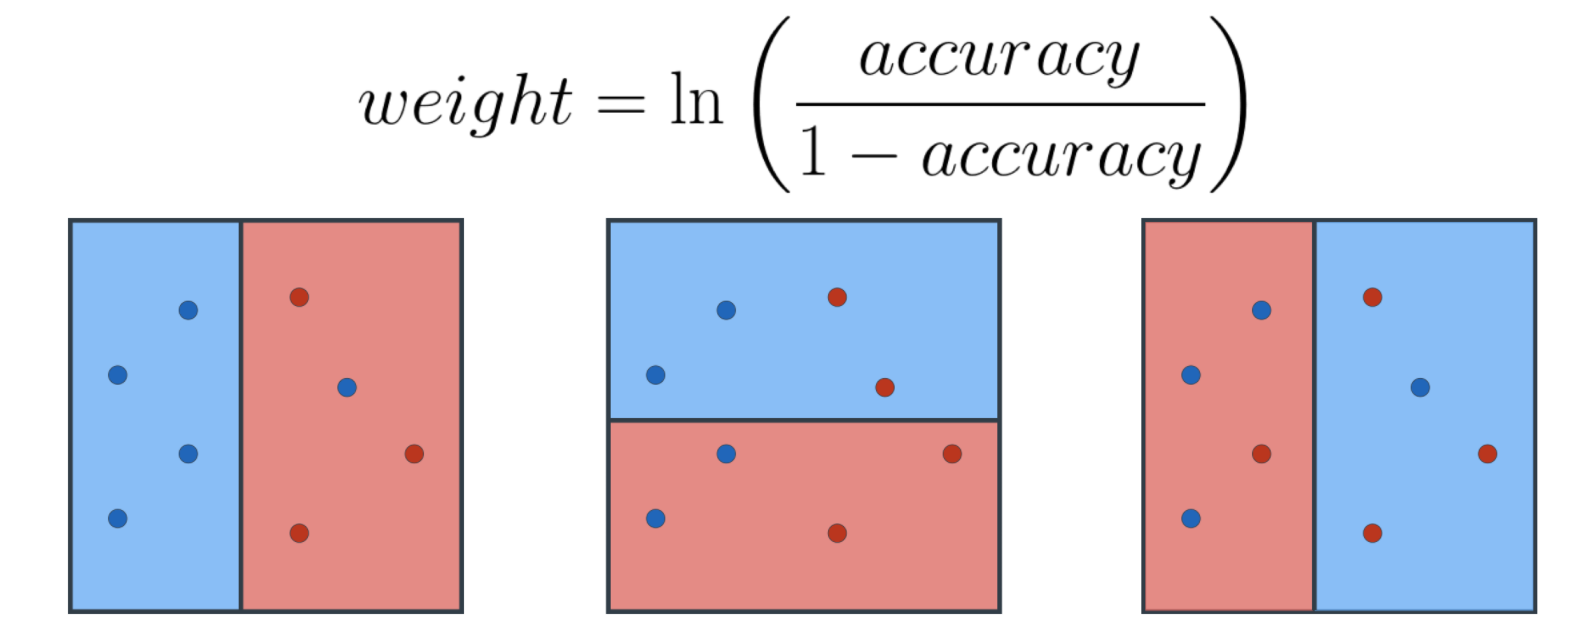 weight = ln ( accuracy / 1 − accuracy )